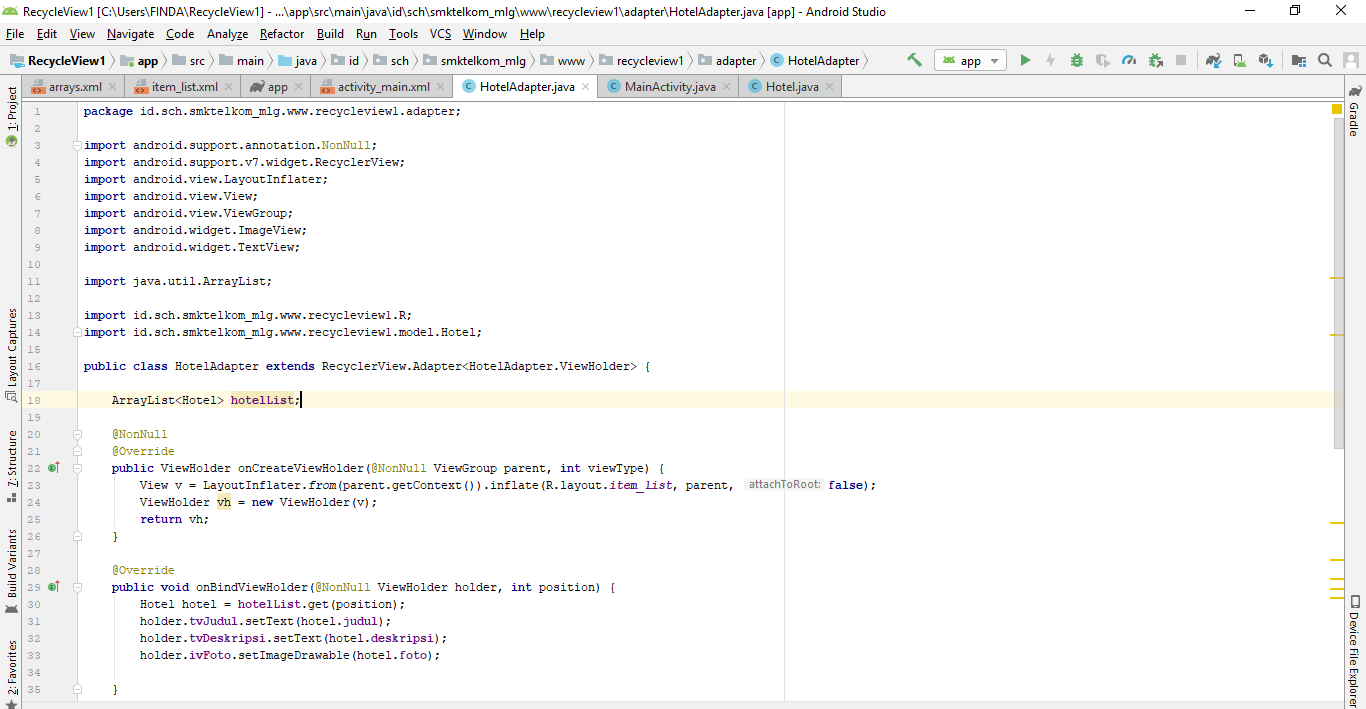 RecycleView1 [C:\Users\FINDA\RecycleView1] - ...\app\src\main\java\id\sch\smktelkom_mlg\www\recycleview1\adapter\HotelAdapter.java [app] - Android Studio
File Edit View Navigate Code Analyze Refactor Build Run Tools VCS Window Help
RecycleView1 app src main java id sch smktelkom_mlg www recycleview1 adapter HotelAdapter app
arrays.xml item_list.xml app activity_main.xml HotelAdapter.java MainActivity.java Hotel.java
1: Project
Layout Captures
7: Structure
Build Variants
2: Favorites
1 package id.sch.smktelkom_mlg.www.recycleview1.adapter;
2
3 import android.support.annotation.NonNull;
4 import android.support.v7.widget.RecyclerView;
5 import android.view.LayoutInflater;
6 import android.view.View;
7 import android.view.ViewGroup;
8 import android.widget.ImageView;
9 import android.widget.TextView;
10
11 import java.util.ArrayList;
12
13 import id.sch.smktelkom_mlg.www.recycleview1.R;
14 import id.sch.smktelkom_mlg.www.recycleview1.model.Hotel;
15
16 public class HotelAdapter extends RecyclerView.Adapter<HotelAdapter.ViewHolder> {
17
18 ArrayList<Hotel> hotelList;
19
20 @NonNull
21 @Override
22 public ViewHolder onCreateViewHolder(@NonNull ViewGroup parent, int viewType) {
23 View v = LayoutInflater.from(parent.getContext()).inflate(R.layout.item_list, parent, attachToRoot: false);
24 ViewHolder vh = new ViewHolder(v);
25 return vh;
26 }
27
28 @Override
29 public void onBindViewHolder(@NonNull ViewHolder holder, int position) {
30 Hotel hotel = hotelList.get(position);
31 holder.tvJudul.setText(hotel.judul);
32 holder.tvDeskripsi.setText(hotel.deskripsi);
33 holder.ivFoto.setImageDrawable(hotel.foto);
34
35 }
Gradle
Device File Explorer